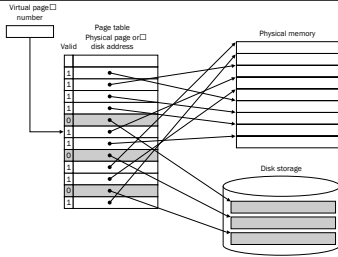 Virtual page□
number
Page table
Physical page or□
Valid disk address
Physical memory
1
1
1
1
0
1
1
0
1
1
0
1
Disk storage